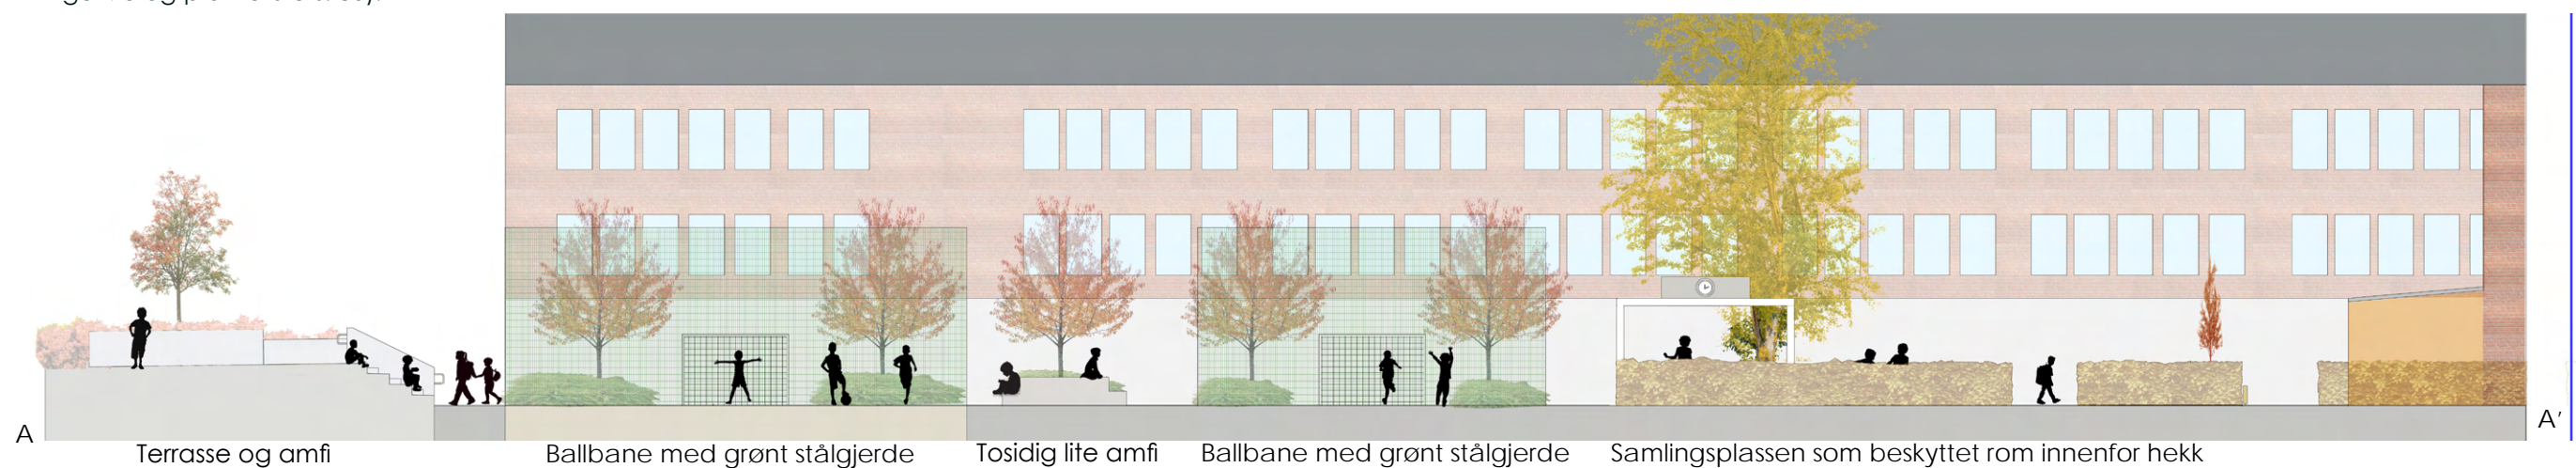 A
A'
Terrasse og amfi
Ballbane med grønt stålgjerde
Tosidig lite amfi
Ballbane med grønt stålgjerde
Samlingsplassen som beskyttet rom innenfor hekk